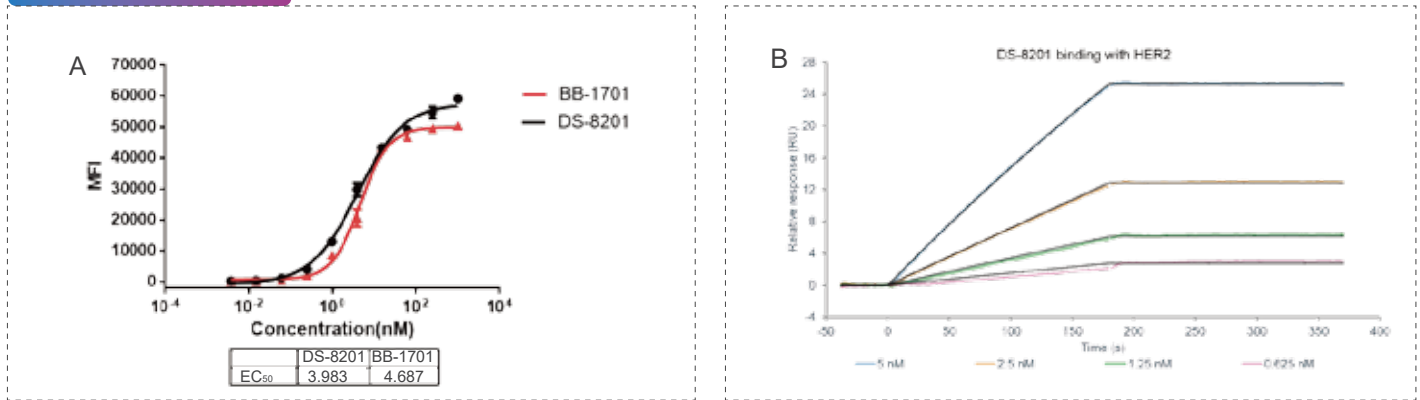 A
70000
60000
50000
40000
30000
20000
10000
0
MFI
10-4 10-2 100 102 104
Concentration(nM)
BB-1701
DS-8201
DS-8201 BB-1701
EC50 3.983 4.687
B
DS-8201 binding with HER2
28
24
20
16
12
8
4
0
-4
Relative response (RU)
-50 0 50 100 150 200 250 300 350 400
Time (s)
5 nM 2.5 nM 1.25 nM 0.625 nM